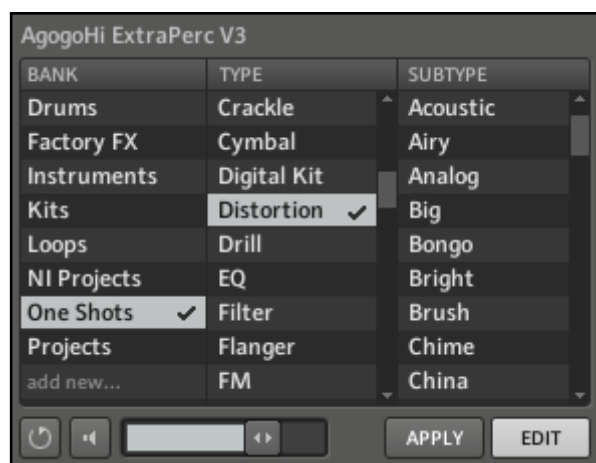 AgogoHi ExtraPerc V3
BANK TYPE SUBTYPE
Drums Crackle Acoustic
Factory FX Cymbal Airy
Instruments Digital Kit Analog
Kits Distortion Big
Loops Drill Bongo
NI Projects EQ Bright
One Shots Filter Brush
Projects Flanger Chime
add new... FM China
APPLY EDIT